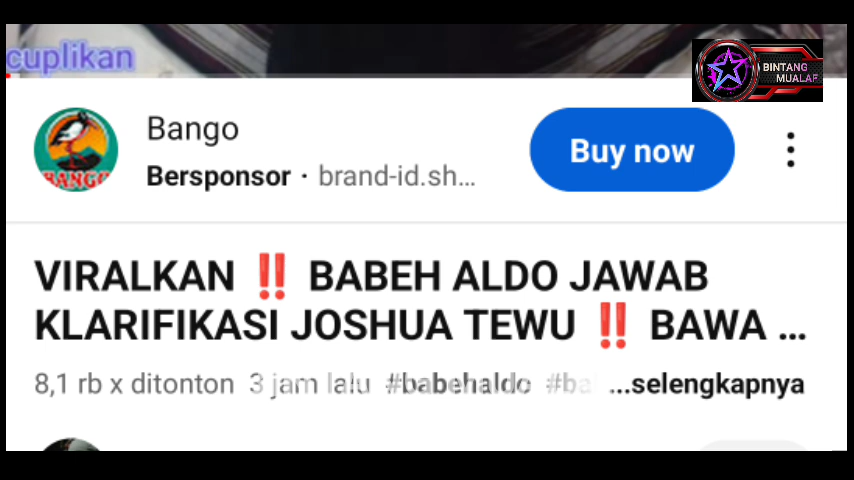 cuplikan
BINTANG
MUALAF
Bango
Buy now
BANGO
Bersponsor · brand-id.sh...
VIRALKAN ‼️ BABEH ALDO JAWAB
KLARIFIKASI JOSHUA TEWU ‼️ BAWA ...
8,1 rb x ditonton 3 jam lalu #babehaldo #ba ...selengkapnya